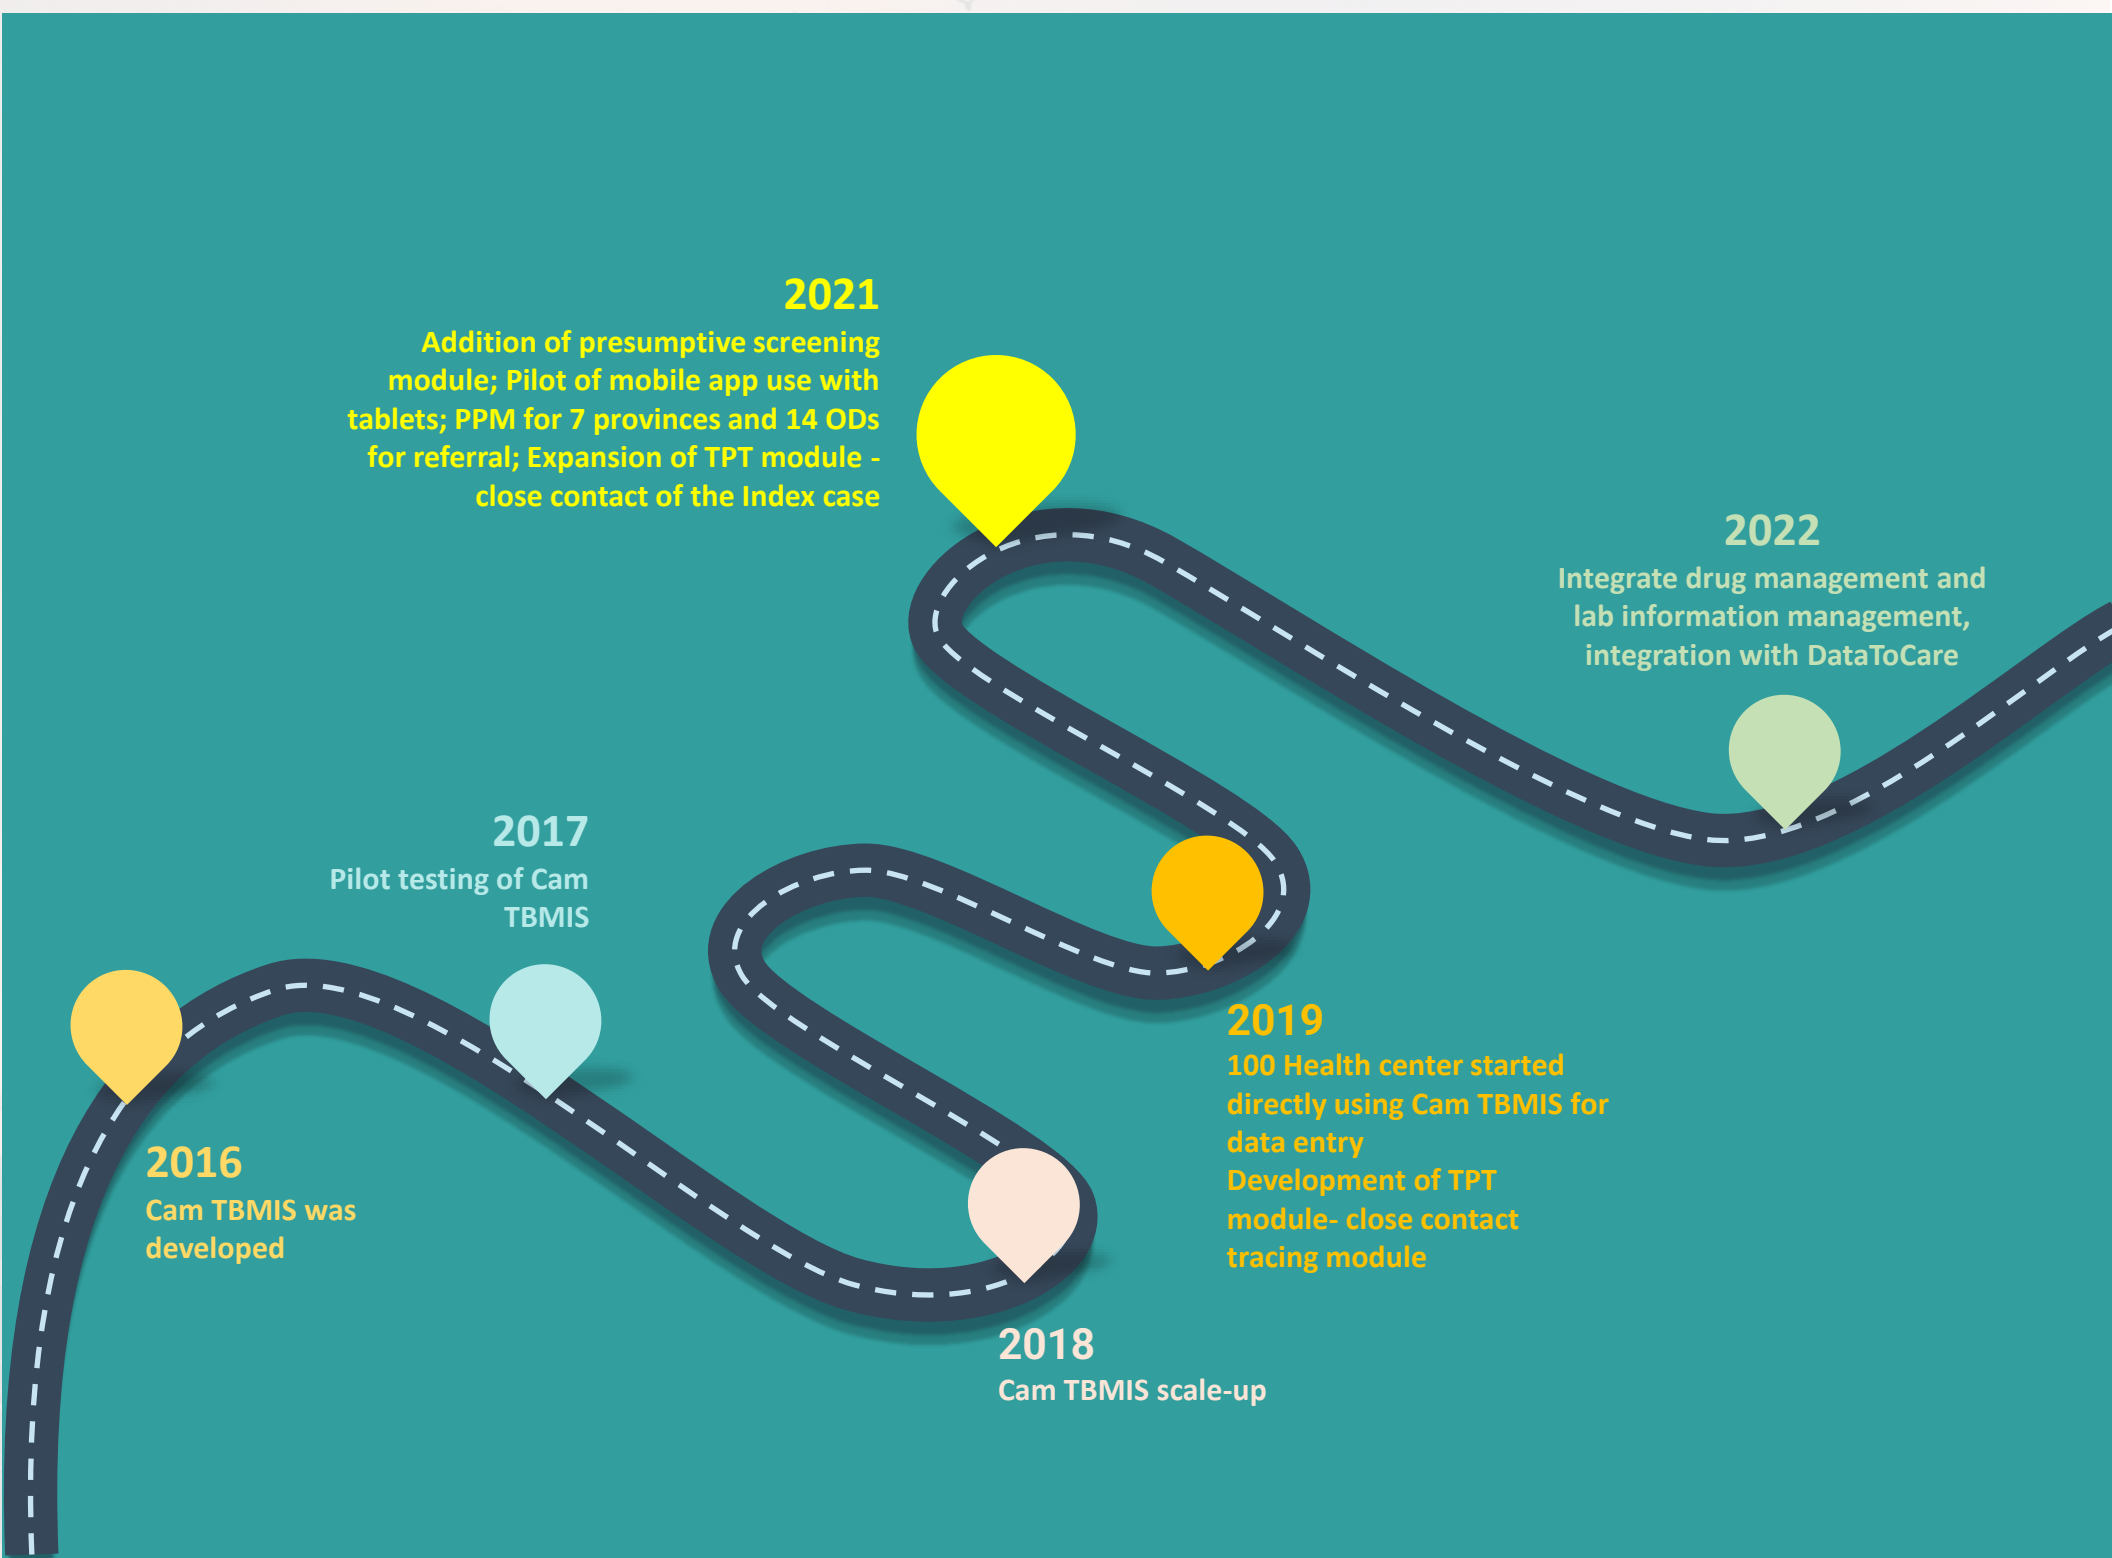 2021
Addition of presumptive screening
module; Pilot of mobile app use with
tablets; PPM for 7 provinces and 14 ODs
for referral; Expansion of TPT module -
close contact of the Index case
2022
Integrate drug management and
lab information management,
integration with DataToCare
2017
Pilot testing of Cam
TBMIS
2019
100 Health center started
directly using Cam TBMIS for
data entry
Development of TPT
module- close contact
tracing module
2016
Cam TBMIS was
developed
2018
Cam TBMIS scale-up